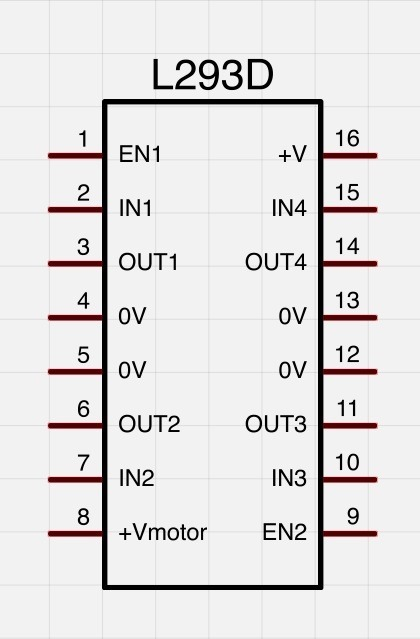 L293D
1 EN1 +V 16
2 IN1 IN4 15
3 OUT1 OUT4 14
4 0V 0V 13
5 0V 0V 12
6 OUT2 OUT3 11
7 IN2 IN3 10
8 +Vmotor EN2 9